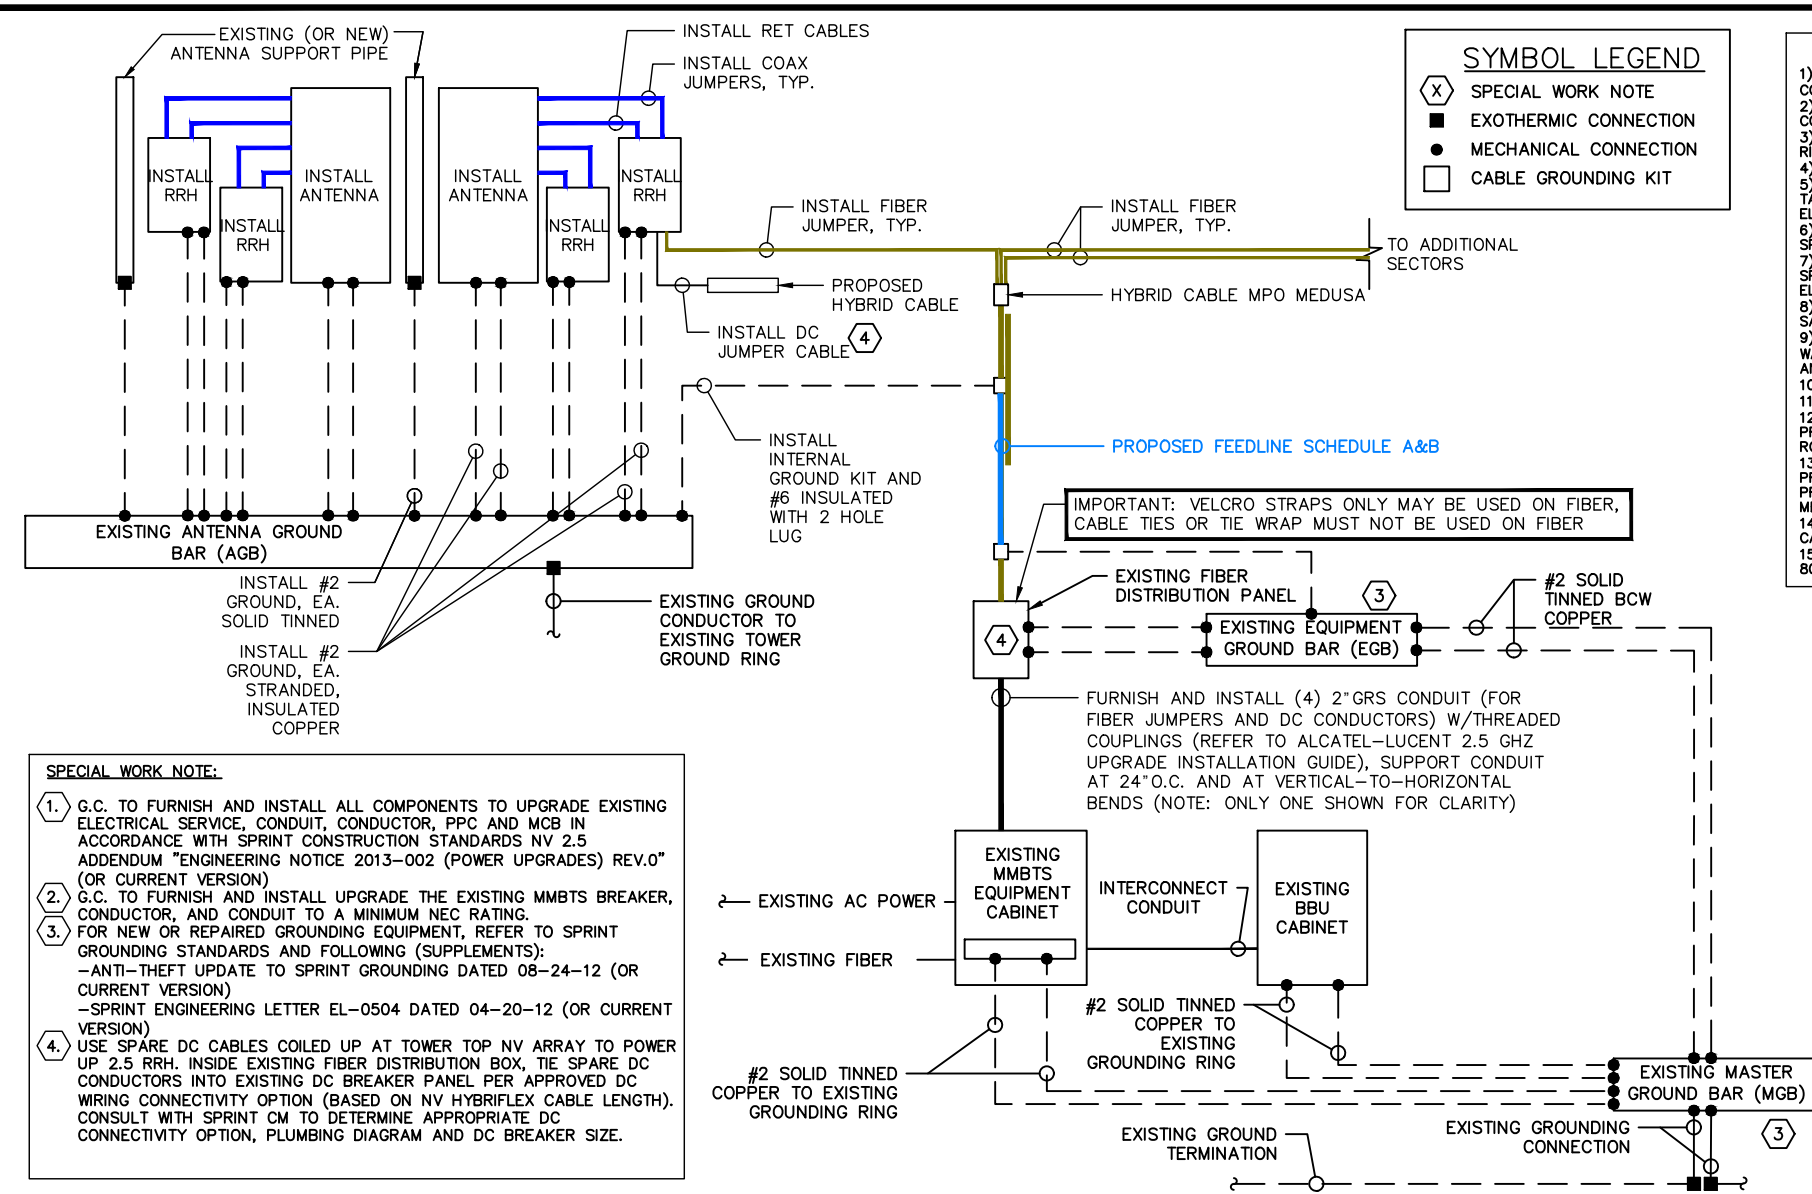 EXISTING (OR NEW)
ANTENNA SUPPORT PIPE
INSTALL RET CABLES
INSTALL COAX
JUMPERS, TYP.
INSTALL
RRH
INSTALL
RRH
INSTALL
ANTENNA
INSTALL
ANTENNA
INSTALL
RRH
INSTALL
RRH
INSTALL FIBER
JUMPER, TYP.
INSTALL FIBER
JUMPER, TYP.
TO ADDITIONAL
SECTORS
PROPOSED
HYBRID CABLE
HYBRID CABLE MPO MEDUSA
INSTALL DC
JUMPER CABLE
4
SYMBOL LEGEND
X SPECIAL WORK NOTE
EXOTHERMIC CONNECTION
MECHANICAL CONNECTION
CABLE GROUNDING KIT
1)
2)
3)
4)
5)
6)
7)
8)
9)
INSTALL
INTERNAL
GROUND KIT AND
#6 INSULATED
WITH 2 HOLE
LUG
PROPOSED FEEDLINE SCHEDULE A&B
IMPORTANT: VELCRO STRAPS ONLY MAY BE USED ON FIBER,
CABLE TIES OR TIE WRAP MUST NOT BE USED ON FIBER
EXISTING ANTENNA GROUND
BAR (AGB)
INSTALL #2
GROUND, EA.
SOLID TINNED
INSTALL #2
GROUND, EA.
STRANDED,
INSULATED
COPPER
EXISTING GROUND
CONDUCTOR TO
EXISTING TOWER
GROUND RING
EXISTING FIBER
DISTRIBUTION PANEL
3
4
EXISTING EQUIPMENT
GROUND BAR (EGB)
#2 SOLID
TINNED BCW
COPPER
FURNISH AND INSTALL (4) 2" GRS CONDUIT (FOR
FIBER JUMPERS AND DC CONDUCTORS) W/THREADED
COUPLINGS (REFER TO ALCATEL-LUCENT 2.5 GHZ
UPGRADE INSTALLATION GUIDE), SUPPORT CONDUIT
AT 24" O.C. AND AT VERTICAL-TO-HORIZONTAL
BENDS (NOTE: ONLY ONE SHOWN FOR CLARITY)
SPECIAL WORK NOTE:
1. G.C. TO FURNISH AND INSTALL ALL COMPONENTS TO UPGRADE EXISTING
ELECTRICAL SERVICE, CONDUIT, CONDUCTOR, PPC AND MCB IN
ACCORDANCE WITH SPRINT CONSTRUCTION STANDARDS NV 2.5
ADDENDUM "ENGINEERING NOTICE 2013-002 (POWER UPGRADES) REV.0"
(OR CURRENT VERSION)
2. G.C. TO FURNISH AND INSTALL UPGRADE THE EXISTING MMBTS BREAKER,
CONDUCTOR, AND CONDUIT TO A MINIMUM NEC RATING.
3. FOR NEW OR REPAIRED GROUNDING EQUIPMENT, REFER TO SPRINT
GROUNDING STANDARDS AND FOLLOWING (SUPPLEMENTS):
-ANTI-THEFT UPDATE TO SPRINT GROUNDING DATED 08-24-12 (OR
CURRENT VERSION)
-SPRINT ENGINEERING LETTER EL-0504 DATED 04-20-12 (OR CURRENT
VERSION)
4. USE SPARE DC CABLES COILED UP AT TOWER TOP NV ARRAY TO POWER
UP 2.5 RRH. INSIDE EXISTING FIBER DISTRIBUTION BOX, TIE SPARE DC
CONDUCTORS INTO EXISTING DC BREAKER PANEL PER APPROVED DC
WIRING CONNECTIVITY OPTION (BASED ON NV HYBRIFLEX CABLE LENGTH).
CONSULT WITH SPRINT CM TO DETERMINE APPROPRIATE DC
CONNECTIVITY OPTION, PLUMBING DIAGRAM AND DC BREAKER SIZE.
EXISTING AC POWER
EXISTING FIBER
EXISTING
MMBTS
EQUIPMENT
CABINET
INTERCONNECT
CONDUIT
EXISTING
BBU
CABINET
#2 SOLID TINNED
COPPER TO
EXISTING
GROUNDING RING
#2 SOLID TINNED
COPPER TO EXISTING
GROUNDING RING
EXISTING MASTER
GROUND BAR (MGB)
EXISTING GROUND
TERMINATION
EXISTING GROUNDING
CONNECTION
3